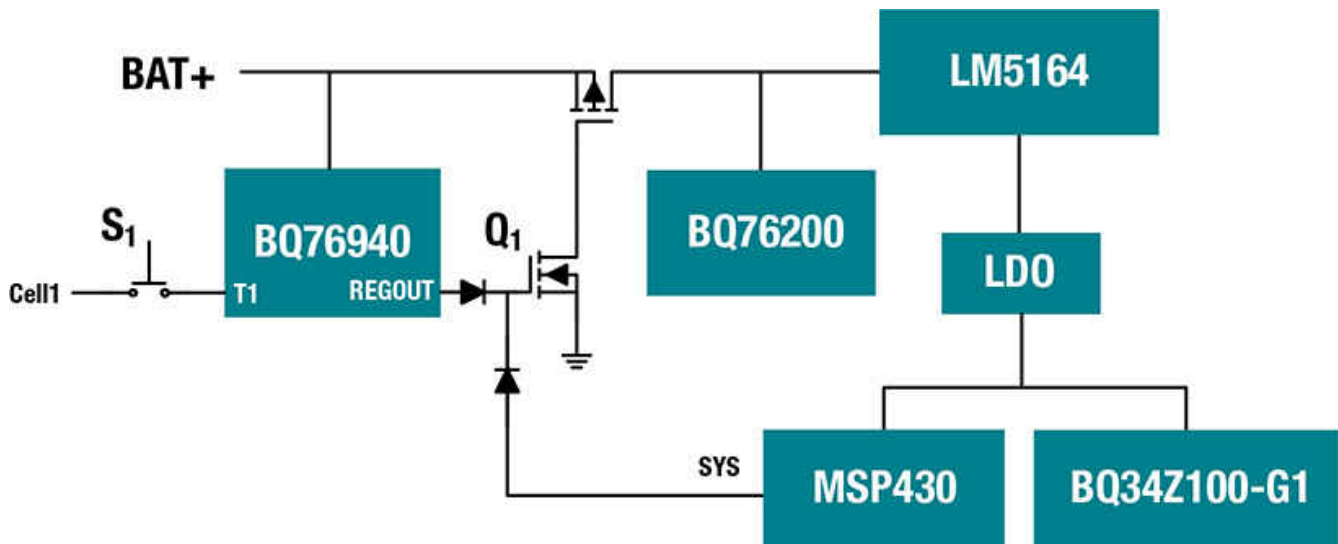 BAT+
LM5164
S1
BQ76940
Q1
BQ76200
Cell1
T1
REGOUT
LDO
SYS
MSP430
BQ34Z100-G1